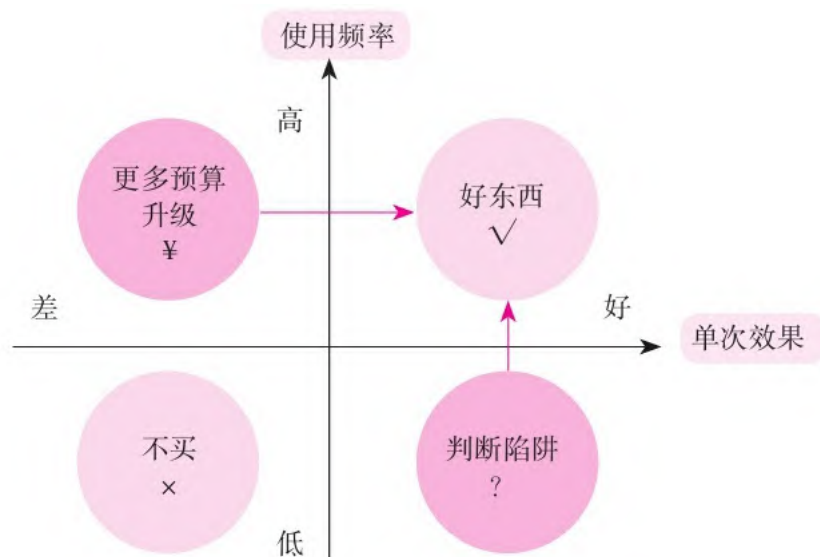 使用频率
高
更多预算
升级
¥
好东西
√
差
好
单次效果
不买
×
判断陷阱
?
低